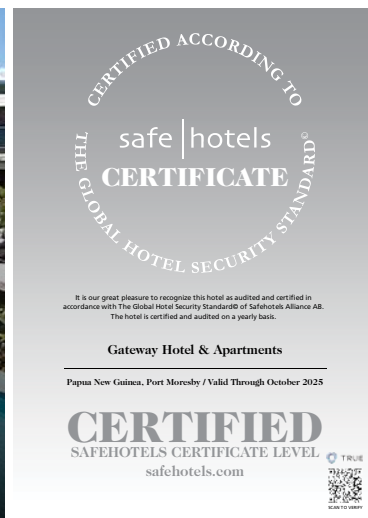 CERTIFIED ACCORDING TO
THE GLOBAL HOTEL SECURITY STANDARD©
safe|hotels
CERTIFICATE
It is our great pleasure to recognize this hotel as audited and certified in
accordance with The Global Hotel Security Standard© of Safehotels Alliance AB.
The hotel is certified and audited on a yearly basis.
Gateway Hotel & Apartments
Papua New Guinea, Port Moresby / Valid Through October 2025
CERTIFIED
SAFEHOTELS CERTIFICATE LEVEL
safehotels.com
TRUE
SCAN TO VERIFY